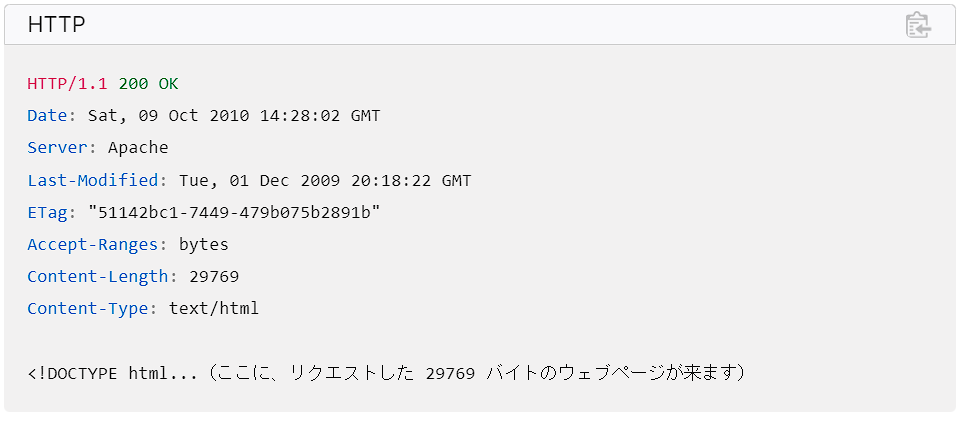 HTTP
HTTP/1.1 200 OK
Date: Sat, 09 Oct 2010 14:28:02 GMT
Server: Apache
Last-Modified: Tue, 01 Dec 2009 20:18:22 GMT
ETag: "51142bc1-7449-479b075b2891b"
Accept-Ranges: bytes
Content-Length: 29769
Content-Type: text/html
<!DOCTYPE html... (ここに、リクエストした 29769 バイトのウェブページが来ます)